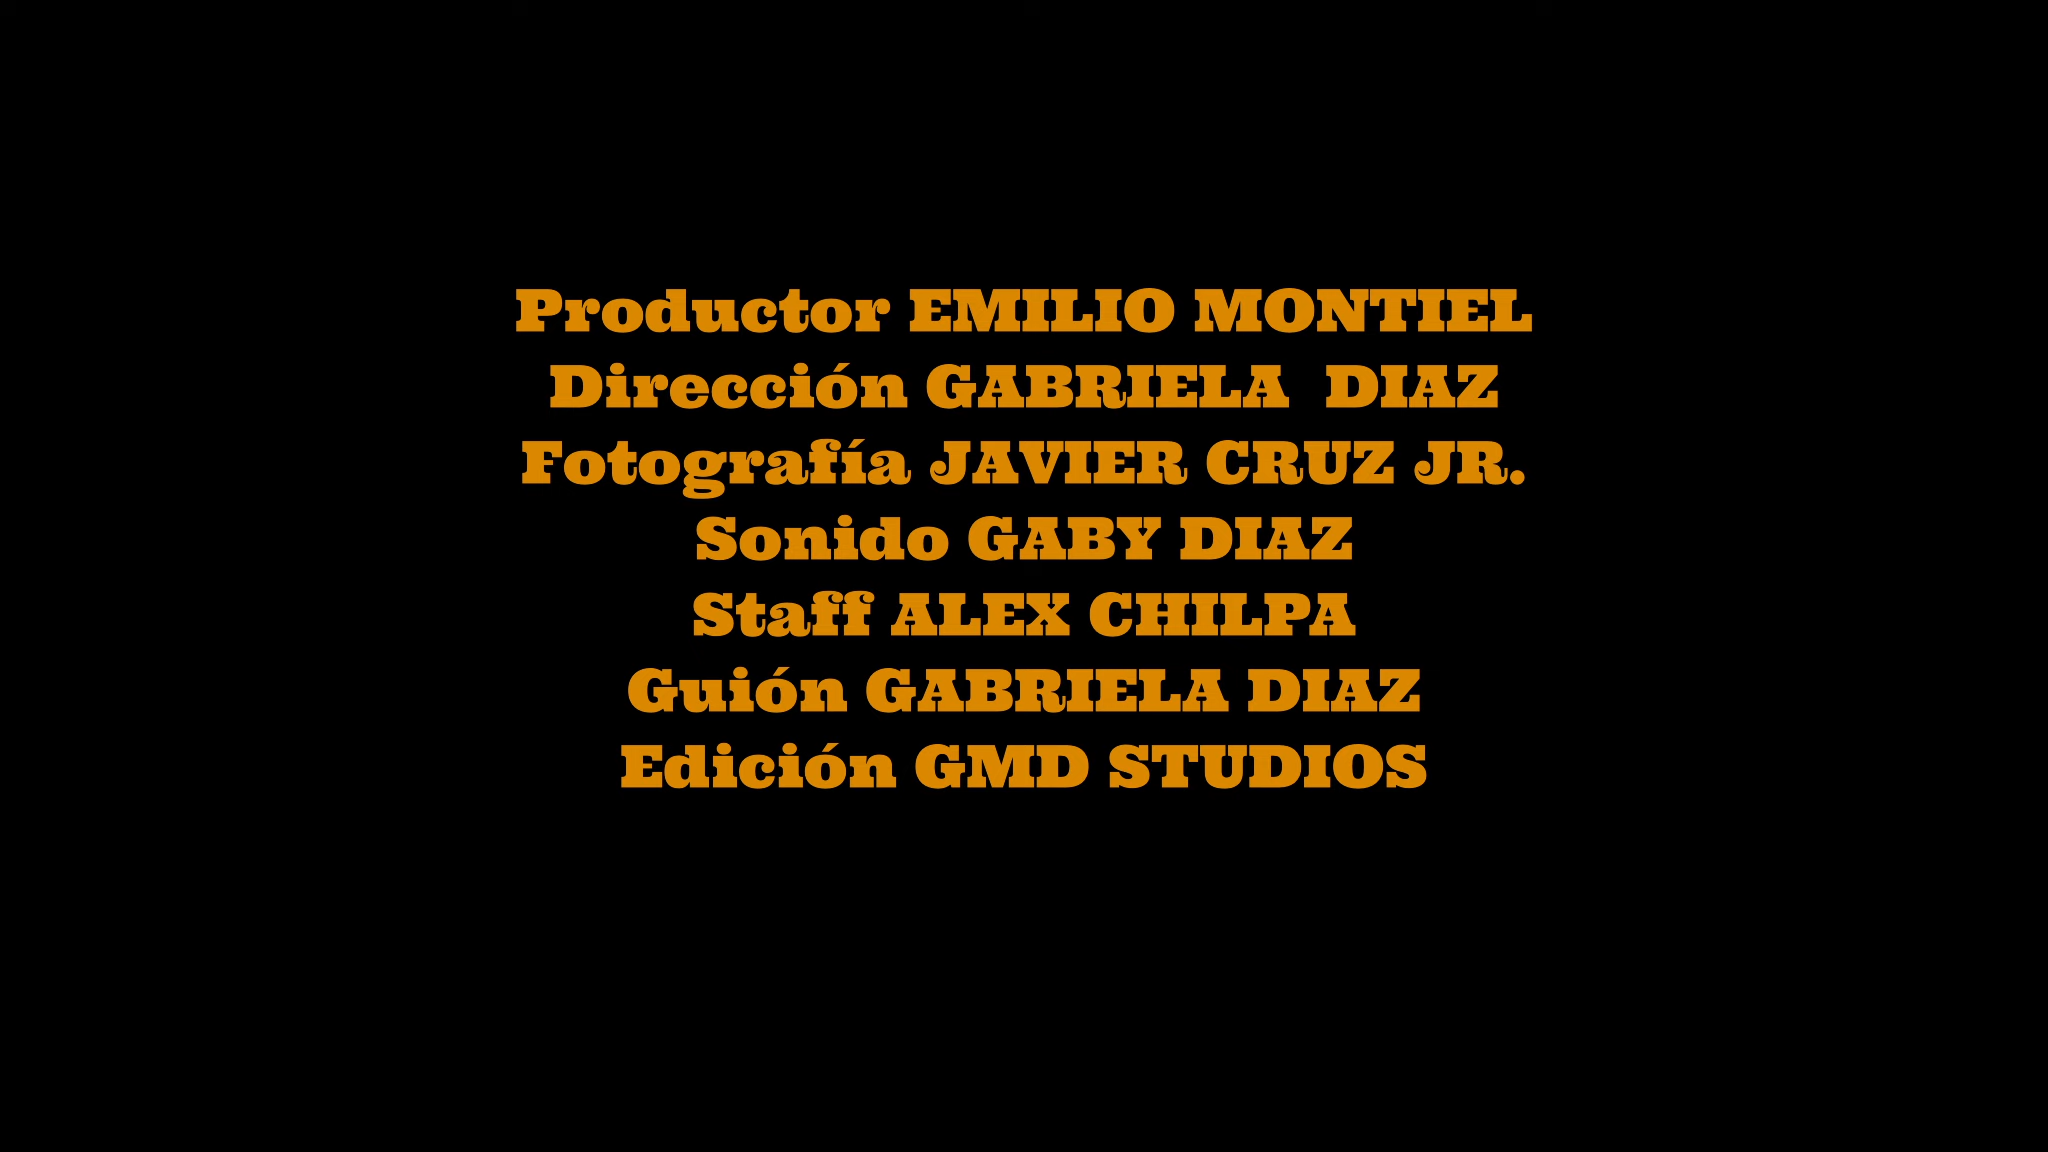 Productor EMILIO MONTIEL
Dirección GABRIELA  DIAZ
Fotografía JAVIER CRUZ JR.
Sonido GABY DIAZ
Staff ALEX CHILPA
Guión GABRIELA DIAZ
Edición GMD STUDIOS